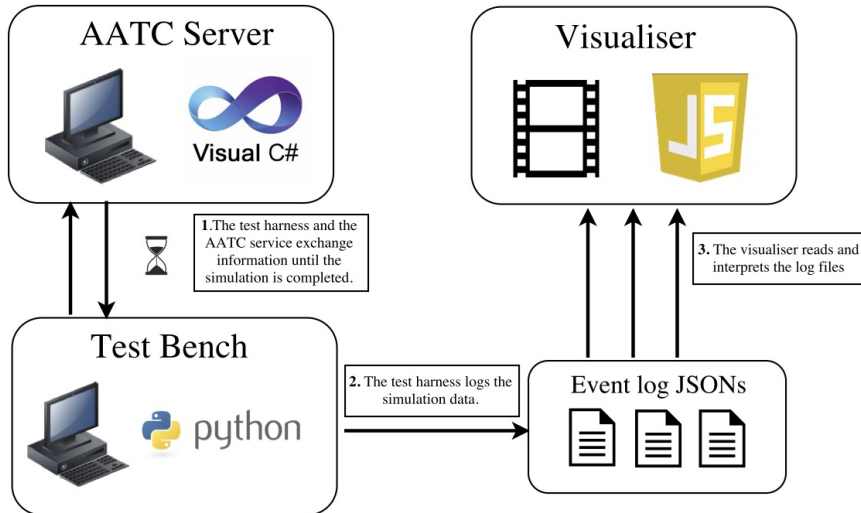 AATC Server
Visual C#
Visualiser
JS
1.The test harness and the
AATC service exchange
information until the
simulation is completed.
3. The visualiser reads and
interprets the log files
Test Bench
python
2. The test harness logs the
simulation data.
Event log JSONs